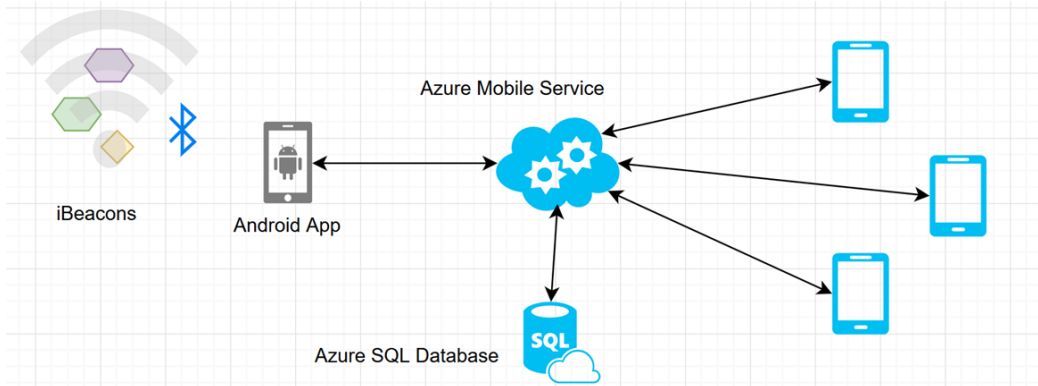 Azure Mobile Service
iBeacons
Android App
SQL
Azure SQL Database